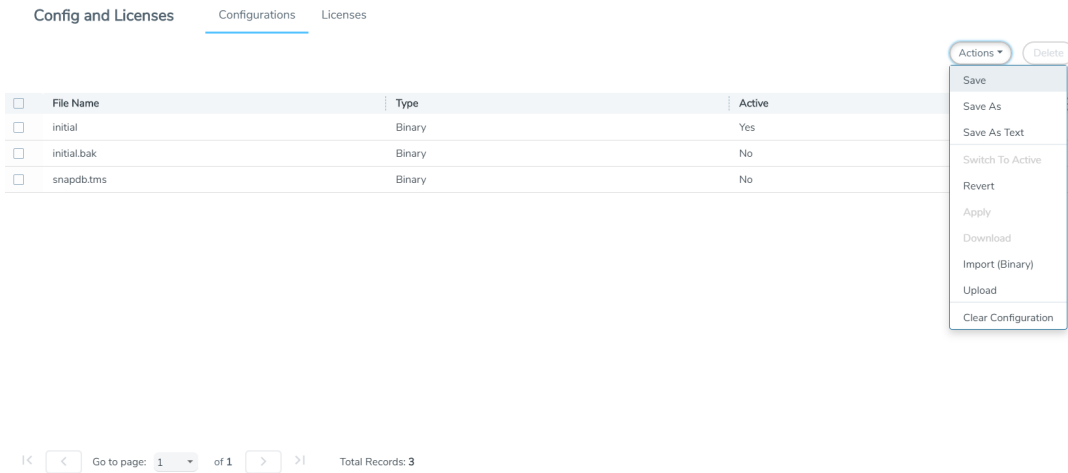 Config and Licenses Configurations Licenses
Actions Delete
File Name Type Active
initial Binary Yes
initial.bak Binary No
snapdb.tms Binary No
Save
Save As
Save As Text
Switch To Active
Revert
Apply
Download
Import (Binary)
Upload
Clear Configuration
Go to page: 1 of 1 Total Records: 3